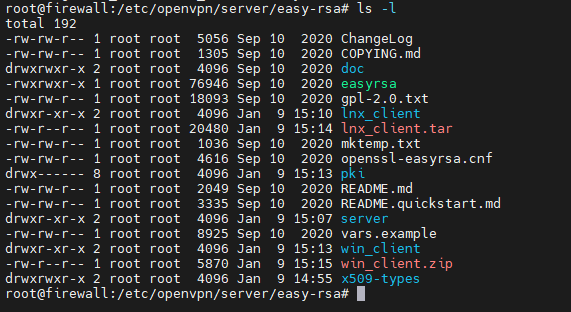 root@firewall:/etc/openvpn/server/easy-rsa# ls -l
total 192
-rw-rw-r-- 1 root root  5056 Sep 10  2020 ChangeLog
-rw-rw-r-- 1 root root  1305 Sep 10  2020 COPYING.md
drwxrwxr-x 2 root root  4096 Sep 10  2020 doc
-rwxrwxr-x 1 root root 76946 Sep 10  2020 easyrsa
-rw-rw-r-- 1 root root 18093 Sep 10  2020 gpl-2.0.txt
drwxr-xr-x 2 root root  4096 Jan  9 15:10 lnx_client
-rw-r--r-- 1 root root 20480 Jan  9 15:14 lnx_client.tar
-rw-rw-r-- 1 root root  1036 Sep 10  2020 mktemp.txt
-rw-rw-r-- 1 root root  4616 Sep 10  2020 openssl-easyrsa.cnf
drwx------ 8 root root  4096 Jan  9 15:13 pki
-rw-rw-r-- 1 root root  2049 Sep 10  2020 README.md
-rw-rw-r-- 1 root root  3335 Sep 10  2020 README.quickstart.md
drwxr-xr-x 2 root root  4096 Jan  9 15:07 server
-rw-rw-r-- 1 root root  8925 Sep 10  2020 vars.example
drwxr-xr-x 2 root root  4096 Jan  9 15:13 win_client
-rw-r--r-- 1 root root  5870 Jan  9 15:15 win_client.zip
drwxrwxr-x 2 root root  4096 Jan  9 14:55 x509-types
root@firewall:/etc/openvpn/server/easy-rsa#